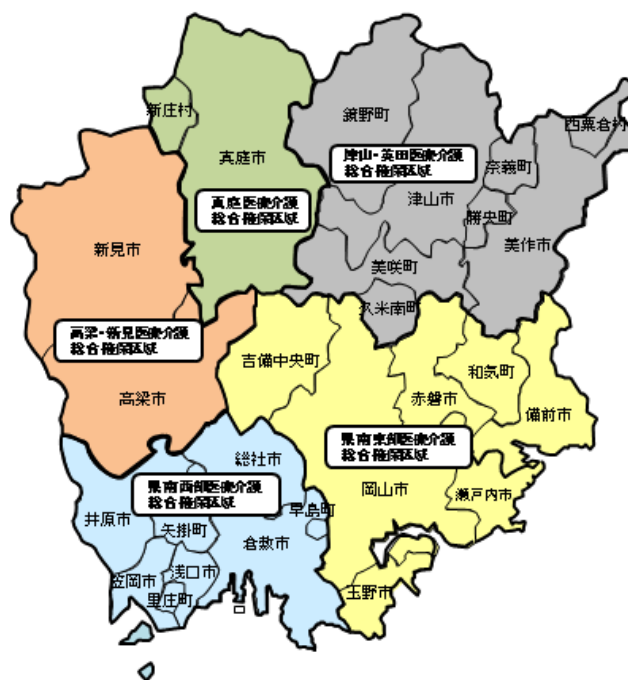 新庄村
真庭市
鏡野町
西粟倉村
奈義町
津山・英田医療介護
総合確保区域
津山市
勝央町
美作市
真庭医療介護
総合確保区域
新見市
美咲町
久米南町
高梁・新見医療介護
総合確保区域
高梁市
吉備中央町
和気町
赤磐市
備前市
県南東部医療介護
総合確保区域
岡山市
瀬戸内市
玉野市
総社市
県南西部医療介護
総合確保区域
井原市
矢掛町
早島町
倉敷市
笠岡市
浅口市
里庄町